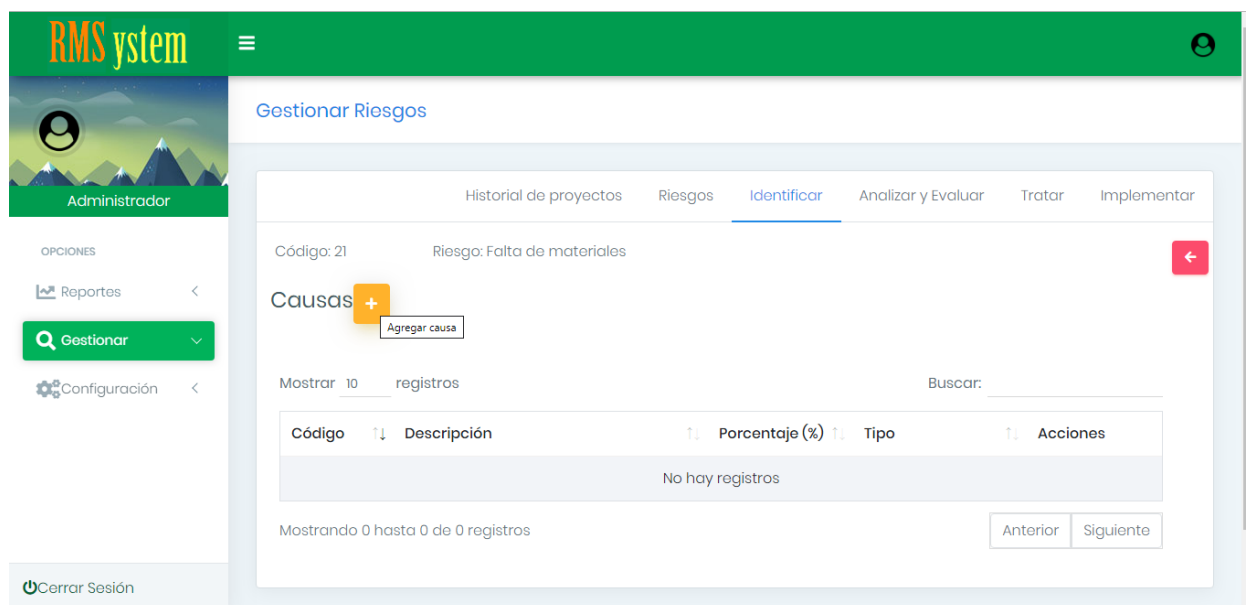 RMSystem
Gestionar Riesgos
Administrador
Historial de proyectos Riesgos Identificar Analizar y Evaluar Tratar Implementar
OPCIONES
Reportes
Gestionar
Configuración
Cerrar Sesión
Código: 21 Riesgo: Falta de materiales
Causas +
Agregar causa
Mostrar 10 registros Buscar:
Código Descripción Porcentaje (%) Tipo Acciones
No hay registros
Mostrando 0 hasta 0 de 0 registros Anterior Siguiente